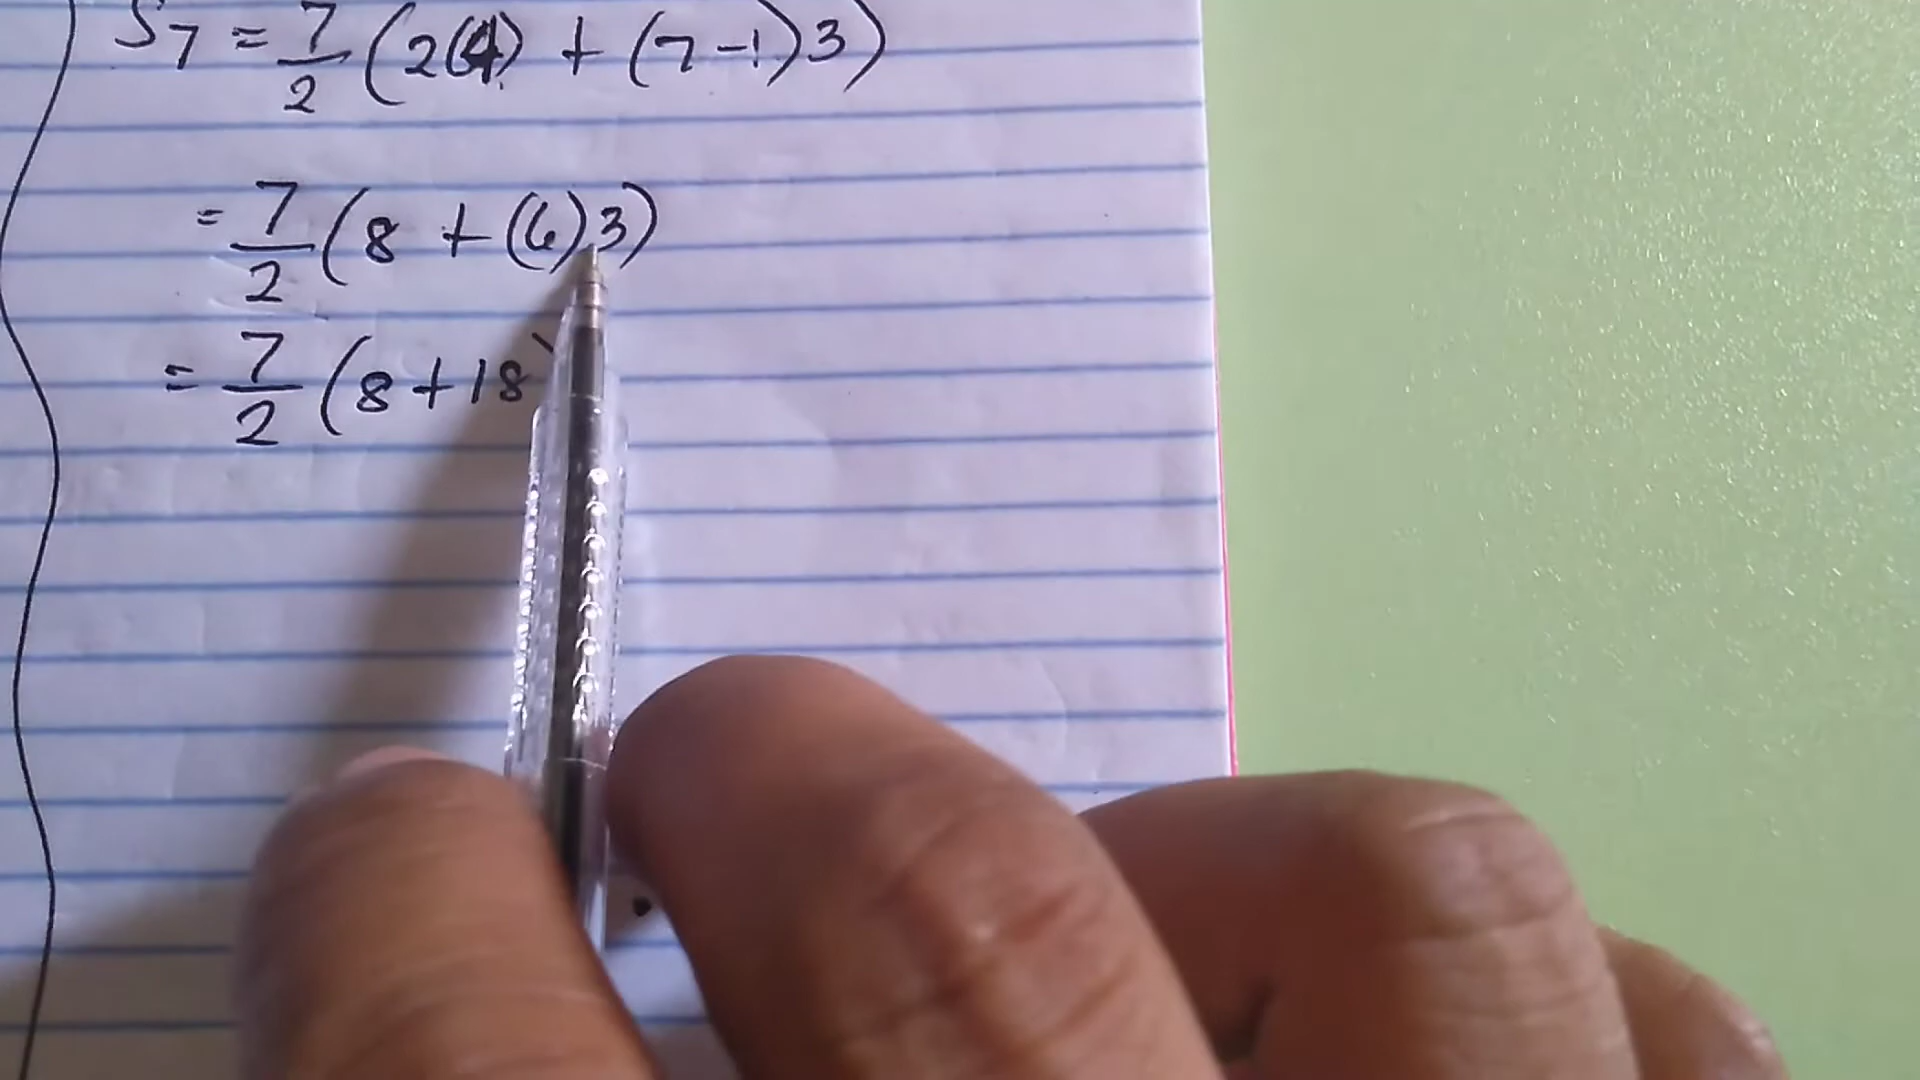 S7 = 7/2 (2(4) + (7-1)3)
= 7/2 (8 + (6)3)
= 7/2 (8+18)